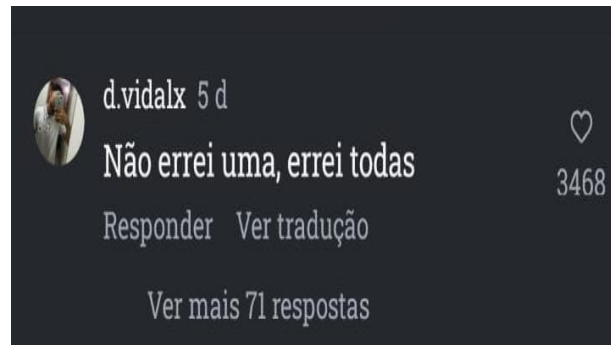 d.vidalx 5 d
Não errei uma, errei todas
3468
Responder Ver tradução
Ver mais 71 respostas